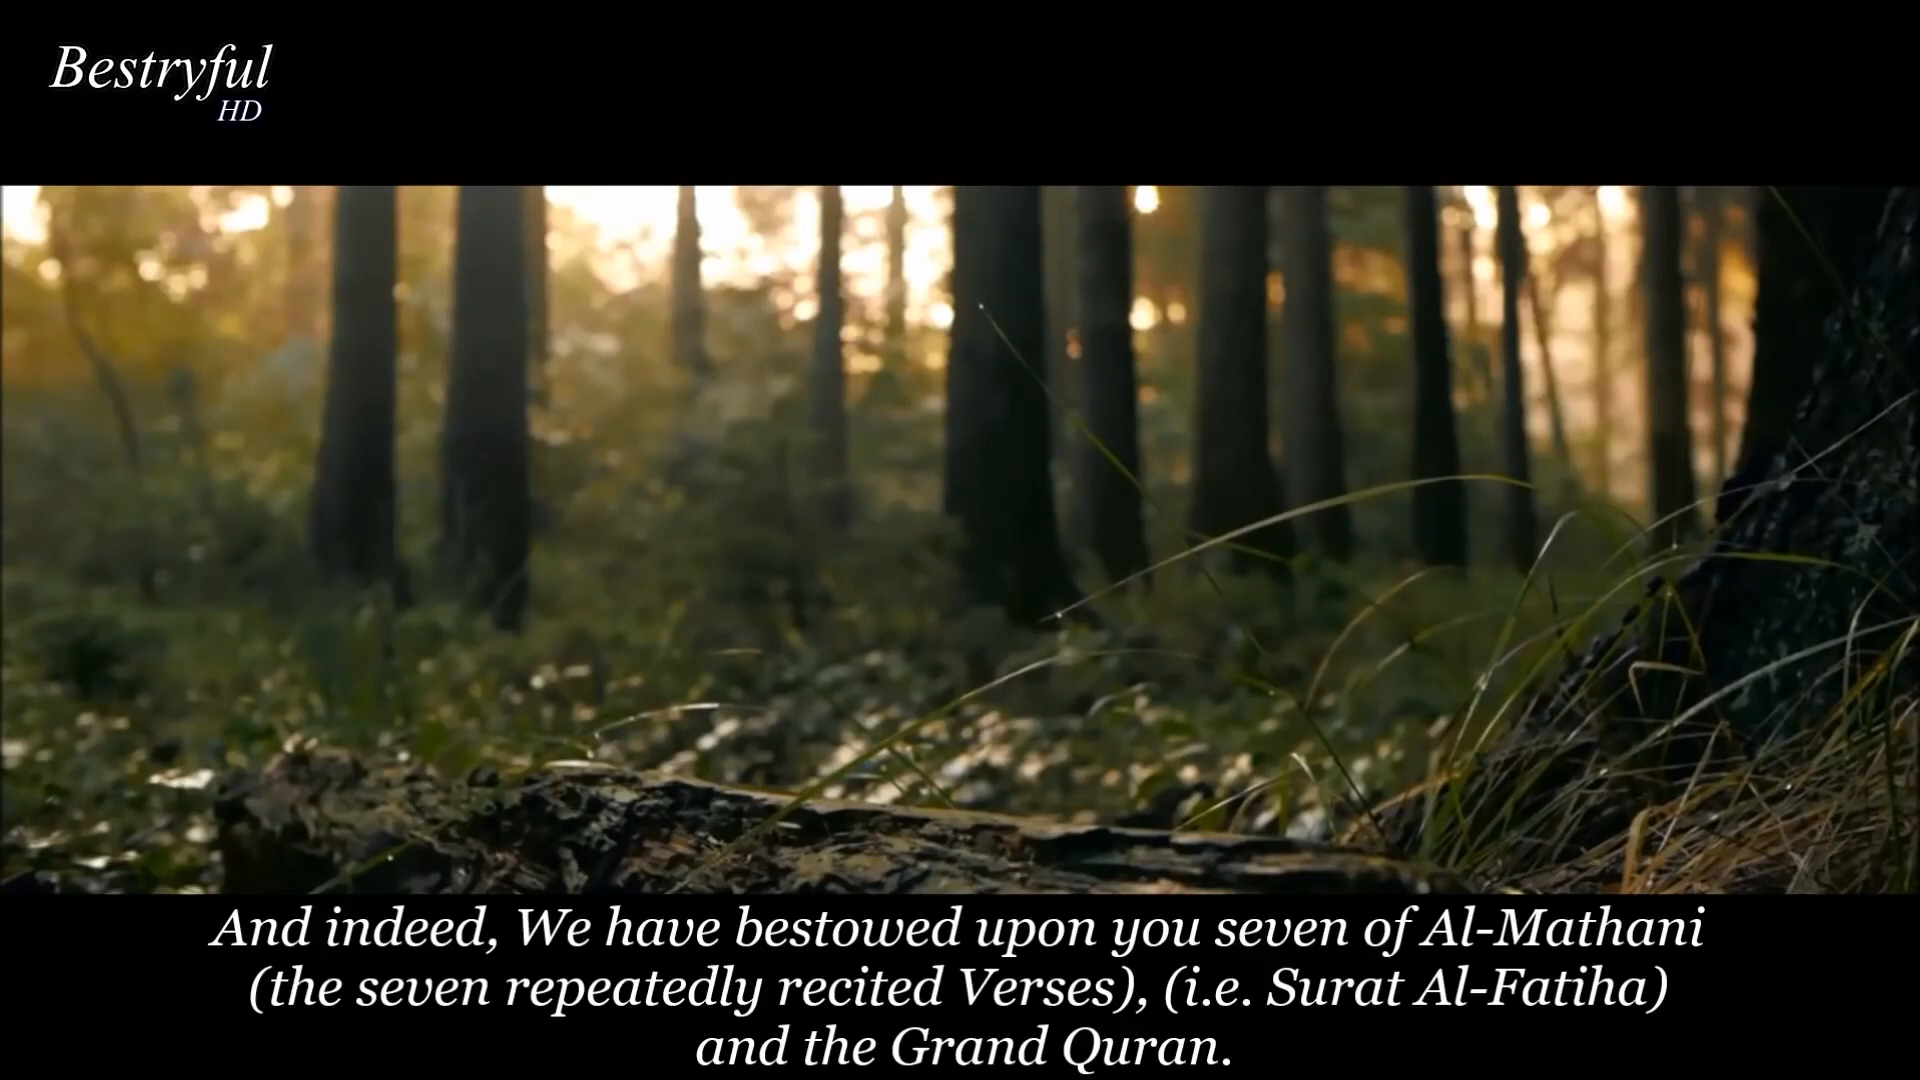 Bestryful
HD
And indeed, We have bestowed upon you seven of Al-Mathani
(the seven repeatedly recited Verses), (i.e. Surat Al-Fatiha)
and the Grand Quran.